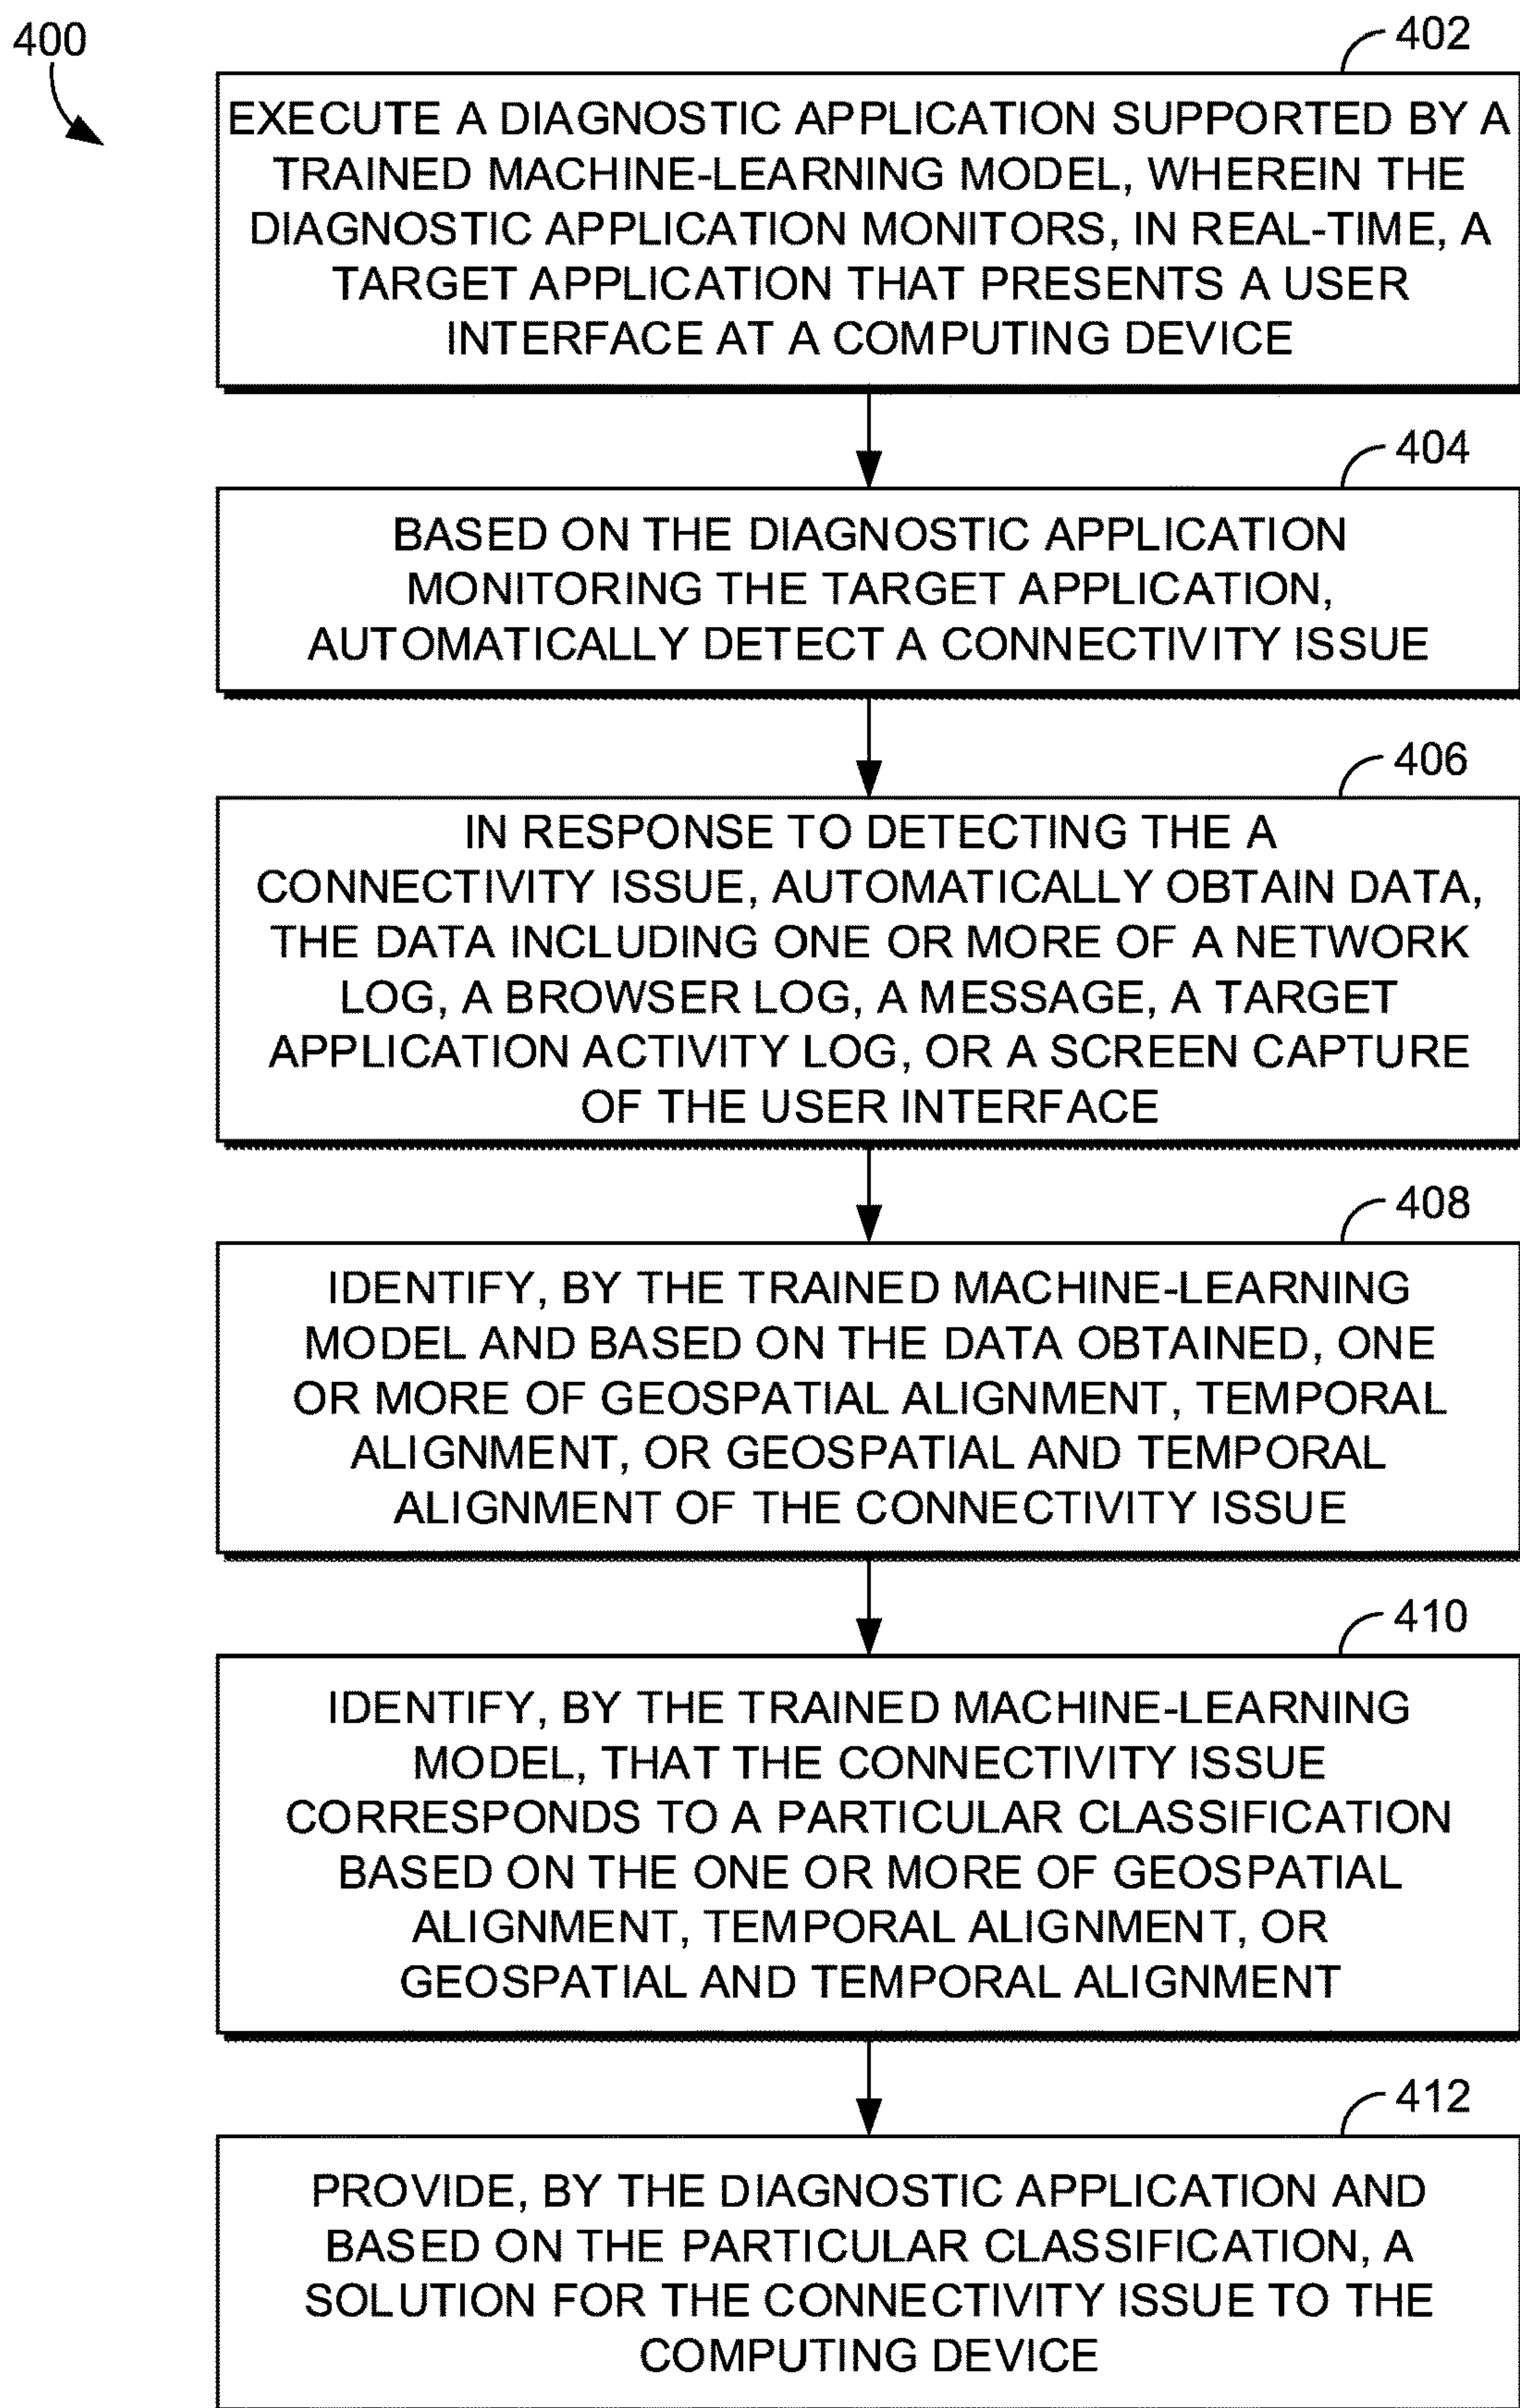 400
402
EXECUTE A DIAGNOSTIC APPLICATION SUPPORTED BY A
TRAINED MACHINE-LEARNING MODEL, WHEREIN THE
DIAGNOSTIC APPLICATION MONITORS, IN REAL-TIME, A
TARGET APPLICATION THAT PRESENTS A USER
INTERFACE AT A COMPUTING DEVICE
404
BASED ON THE DIAGNOSTIC APPLICATION
MONITORING THE TARGET APPLICATION,
AUTOMATICALLY DETECT A CONNECTIVITY ISSUE
406
IN RESPONSE TO DETECTING THE A
CONNECTIVITY ISSUE, AUTOMATICALLY OBTAIN DATA,
THE DATA INCLUDING ONE OR MORE OF A NETWORK
LOG, A BROWSER LOG, A MESSAGE, A TARGET
APPLICATION ACTIVITY LOG, OR A SCREEN CAPTURE
OF THE USER INTERFACE
408
IDENTIFY, BY THE TRAINED MACHINE-LEARNING
MODEL AND BASED ON THE DATA OBTAINED, ONE
OR MORE OF GEOSPATIAL ALIGNMENT, TEMPORAL
ALIGNMENT, OR GEOSPATIAL AND TEMPORAL
ALIGNMENT OF THE CONNECTIVITY ISSUE
410
IDENTIFY, BY THE TRAINED MACHINE-LEARNING
MODEL, THAT THE CONNECTIVITY ISSUE
CORRESPONDS TO A PARTICULAR CLASSIFICATION
BASED ON THE ONE OR MORE OF GEOSPATIAL
ALIGNMENT, TEMPORAL ALIGNMENT, OR
GEOSPATIAL AND TEMPORAL ALIGNMENT
412
PROVIDE, BY THE DIAGNOSTIC APPLICATION AND
BASED ON THE PARTICULAR CLASSIFICATION, A
SOLUTION FOR THE CONNECTIVITY ISSUE TO THE
COMPUTING DEVICE